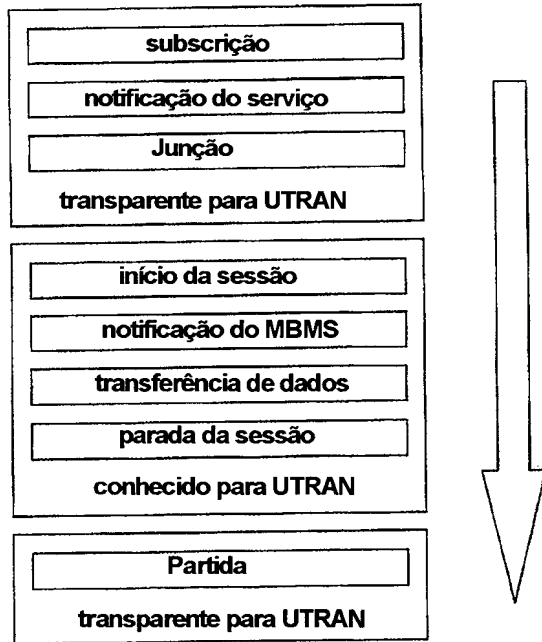 subscrição
notificação do serviço
Junção
transparente para UTRAN
início da sessão
notificação do MBMS
transferência de dados
parada da sessão
conhecido para UTRAN
Partida
transparente para UTRAN